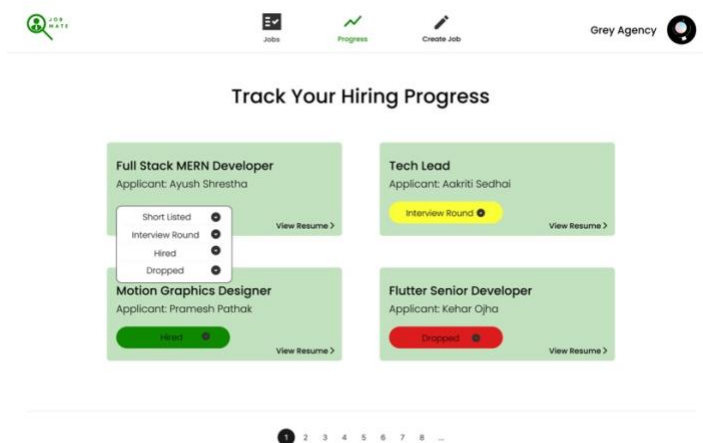 JOB
MATE
Jobs
Progress
Create Job
Grey Agency
Track Your Hiring Progress
Full Stack MERN Developer
Applicant: Ayush Shrestha
Short Listed
Interview Round
Hired
Dropped
View Resume >
Tech Lead
Applicant: Aakriti Sedhai
Interview Round
View Resume >
Motion Graphics Designer
Applicant: Pramesh Pathak
Hired
View Resume >
Flutter Senior Developer
Applicant: Kehar Ojha
Dropped
View Resume >
1 2 3 4 5 6 7 8 ...